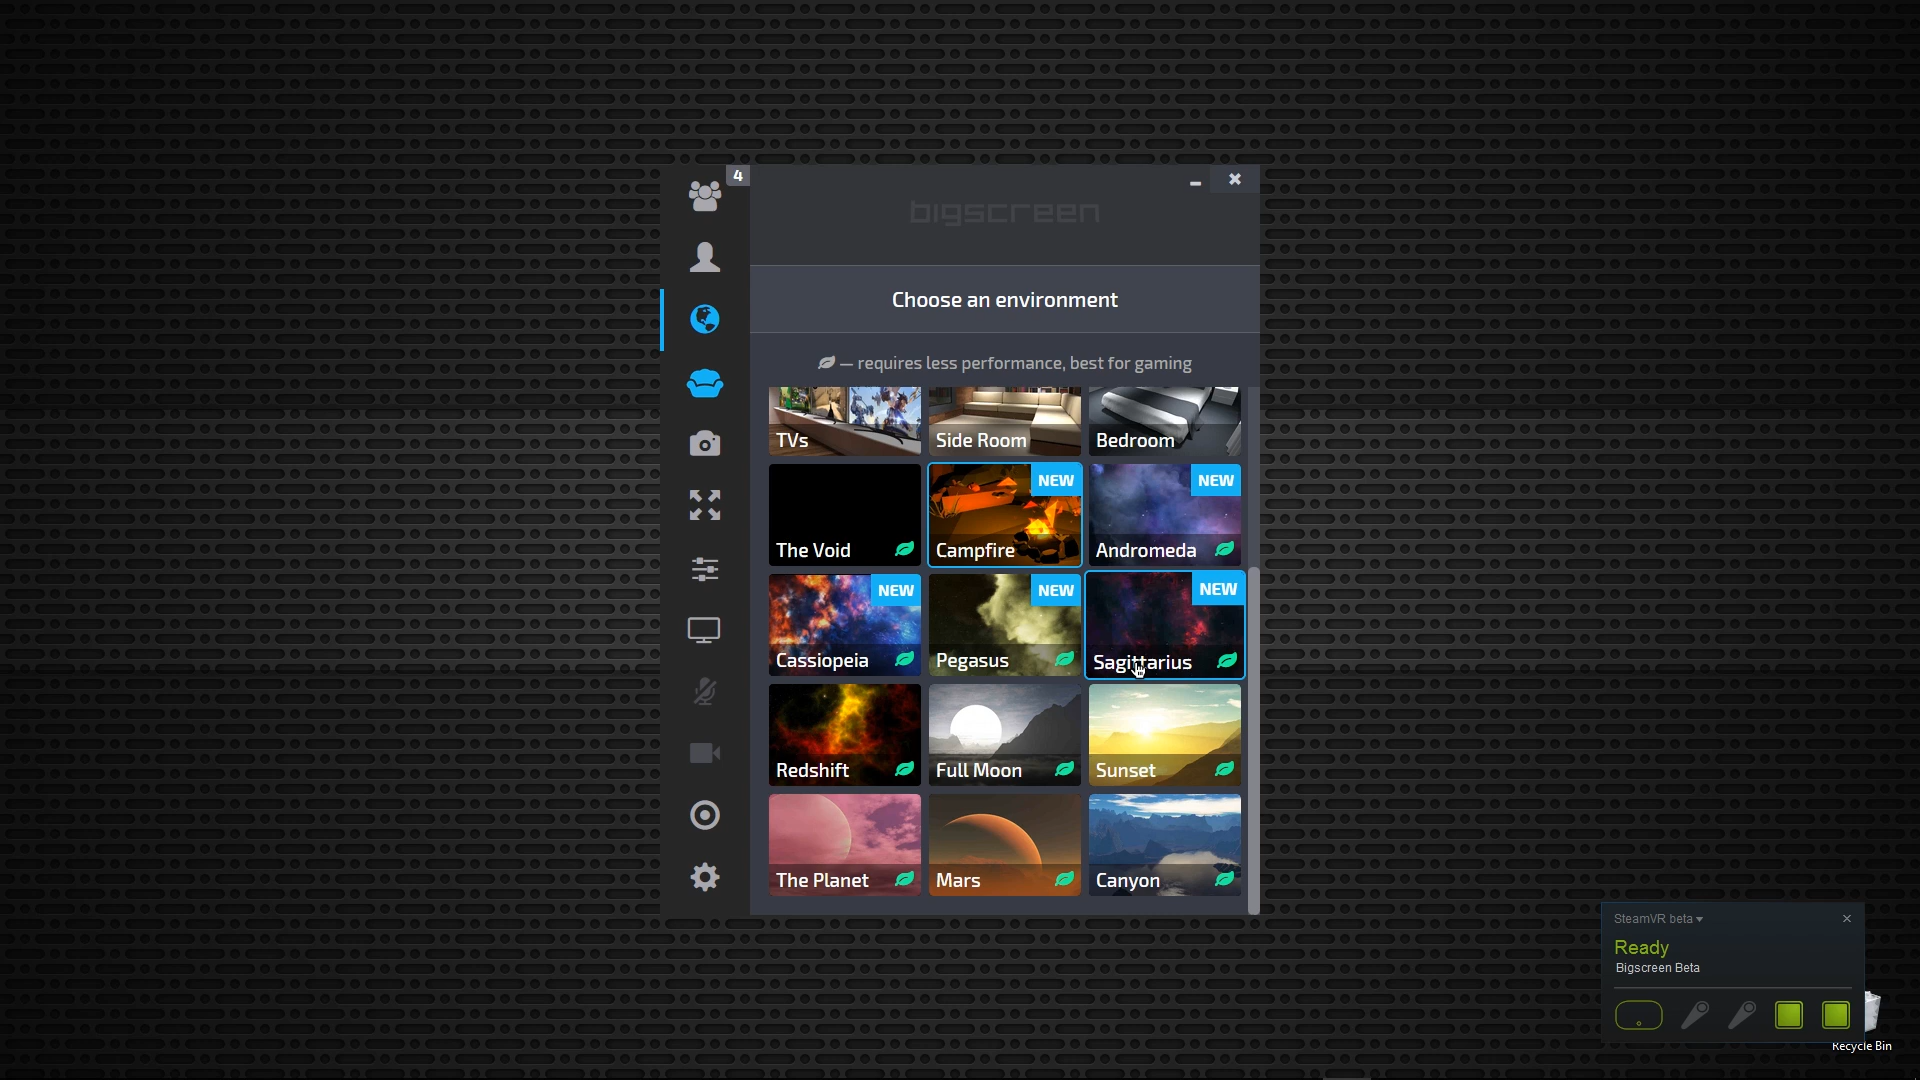 4
bigscreen
Choose an environment
— requires less performance, best for gaming
TVs
Side Room
Bedroom
The Void
NEW
Campfire
NEW
Andromeda
NEW
Cassiopeia
NEW
Pegasus
NEW
Sagittarius
Redshift
Full Moon
Sunset
The Planet
Mars
Canyon
SteamVR beta
Ready
Bigscreen Beta
Recycle Bin